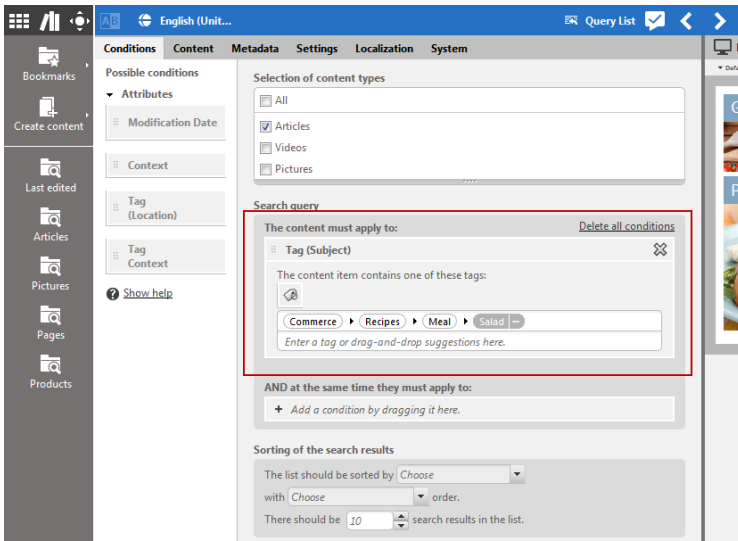 AB English (Unit... Query List
Conditions Content Metadata Settings Localization System
Bookmarks
Create content
Last edited
Articles
Pictures
Pages
Products
Possible conditions
Attributes
Modification Date
Context
Tag
(Location)
Tag
Context
Show help
Selection of content types
All
Articles
Videos
Pictures
Search query
The content must apply to: Delete all conditions
Tag (Subject)
The content item contains one of these tags:
Commerce Recipes Meal Salad
Enter a tag or drag-and-drop suggestions here.
AND at the same time they must apply to:
+ Add a condition by dragging it here.
Sorting of the search results
The list should be sorted by Choose
with Choose order.
There should be 10 search results in the list.